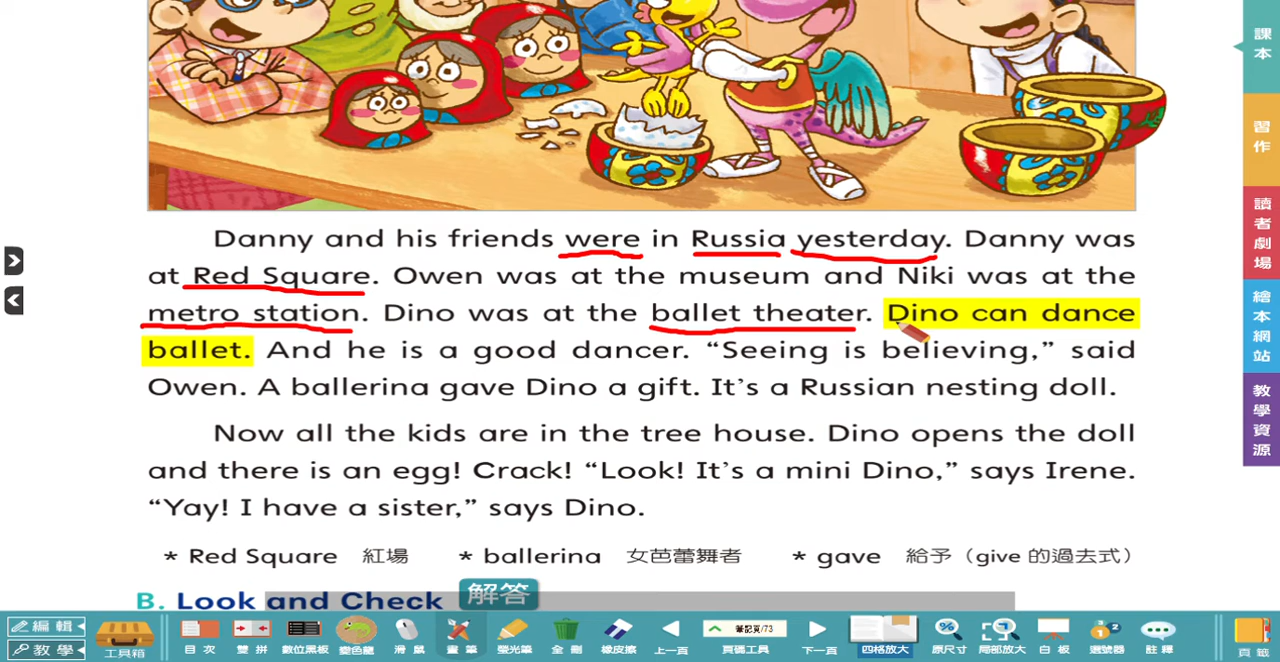 Danny and his friends were in Russia yesterday. Danny was
at Red Square. Owen was at the museum and Niki was at the
metro station. Dino was at the ballet theater. Dino can dance
ballet. And he is a good dancer. “Seeing is believing,” said
Owen. A ballerina gave Dino a gift. It’s a Russian nesting doll.
Now all the kids are in the tree house. Dino opens the doll
and there is an egg! Crack! “Look! It’s a mini Dino,” says Irene.
“Yay! I have a sister,” says Dino.
* Red Square 紅場 * ballerina 女芭蕾舞者 * gave 給予（give 的過去式）
B. Look and Check 解答
課本
習作
讀者劇場
繪本網站
教學資源
編輯
教學
工具箱 目次 雙拼 數位黑板 變色龍 滑鼠 畫筆 螢光筆 全刪 橡皮擦 上一頁 筆記頁/73 頁碼工具 下一頁 四格放大 原尺寸 局部放大 白板 選號器 註釋 頁籤